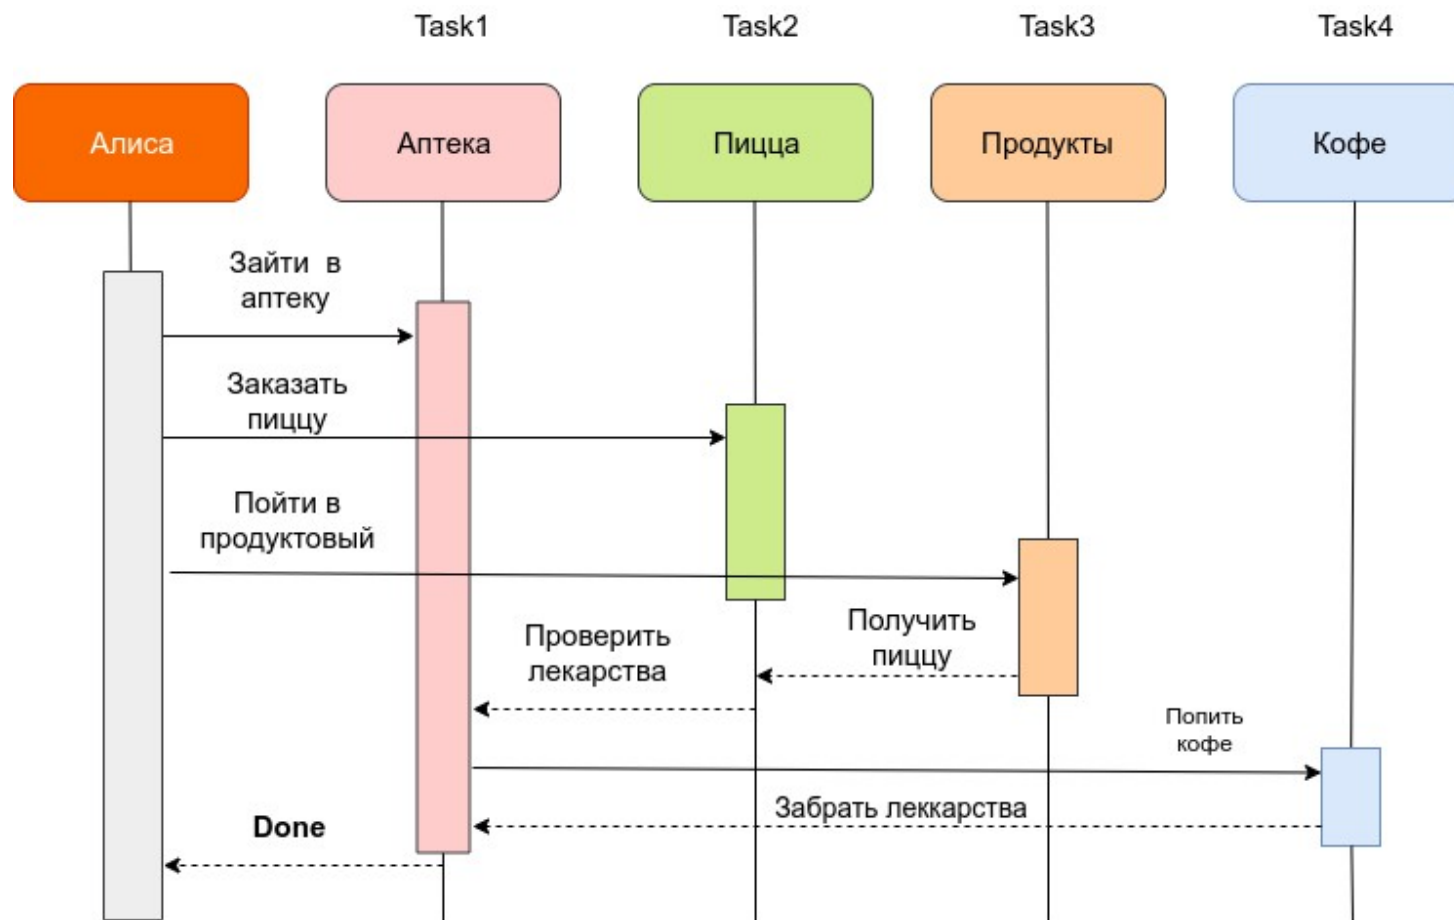 Task1
Task2
Task3
Task4
Алиса
Аптека
Пицца
Продукты
Кофе
Зайти в
аптеку
Заказать
пиццу
Пойти в
продуктовый
Получить
пиццу
Проверить
лекарства
Попить
кофе
Забрать леккарства
Done